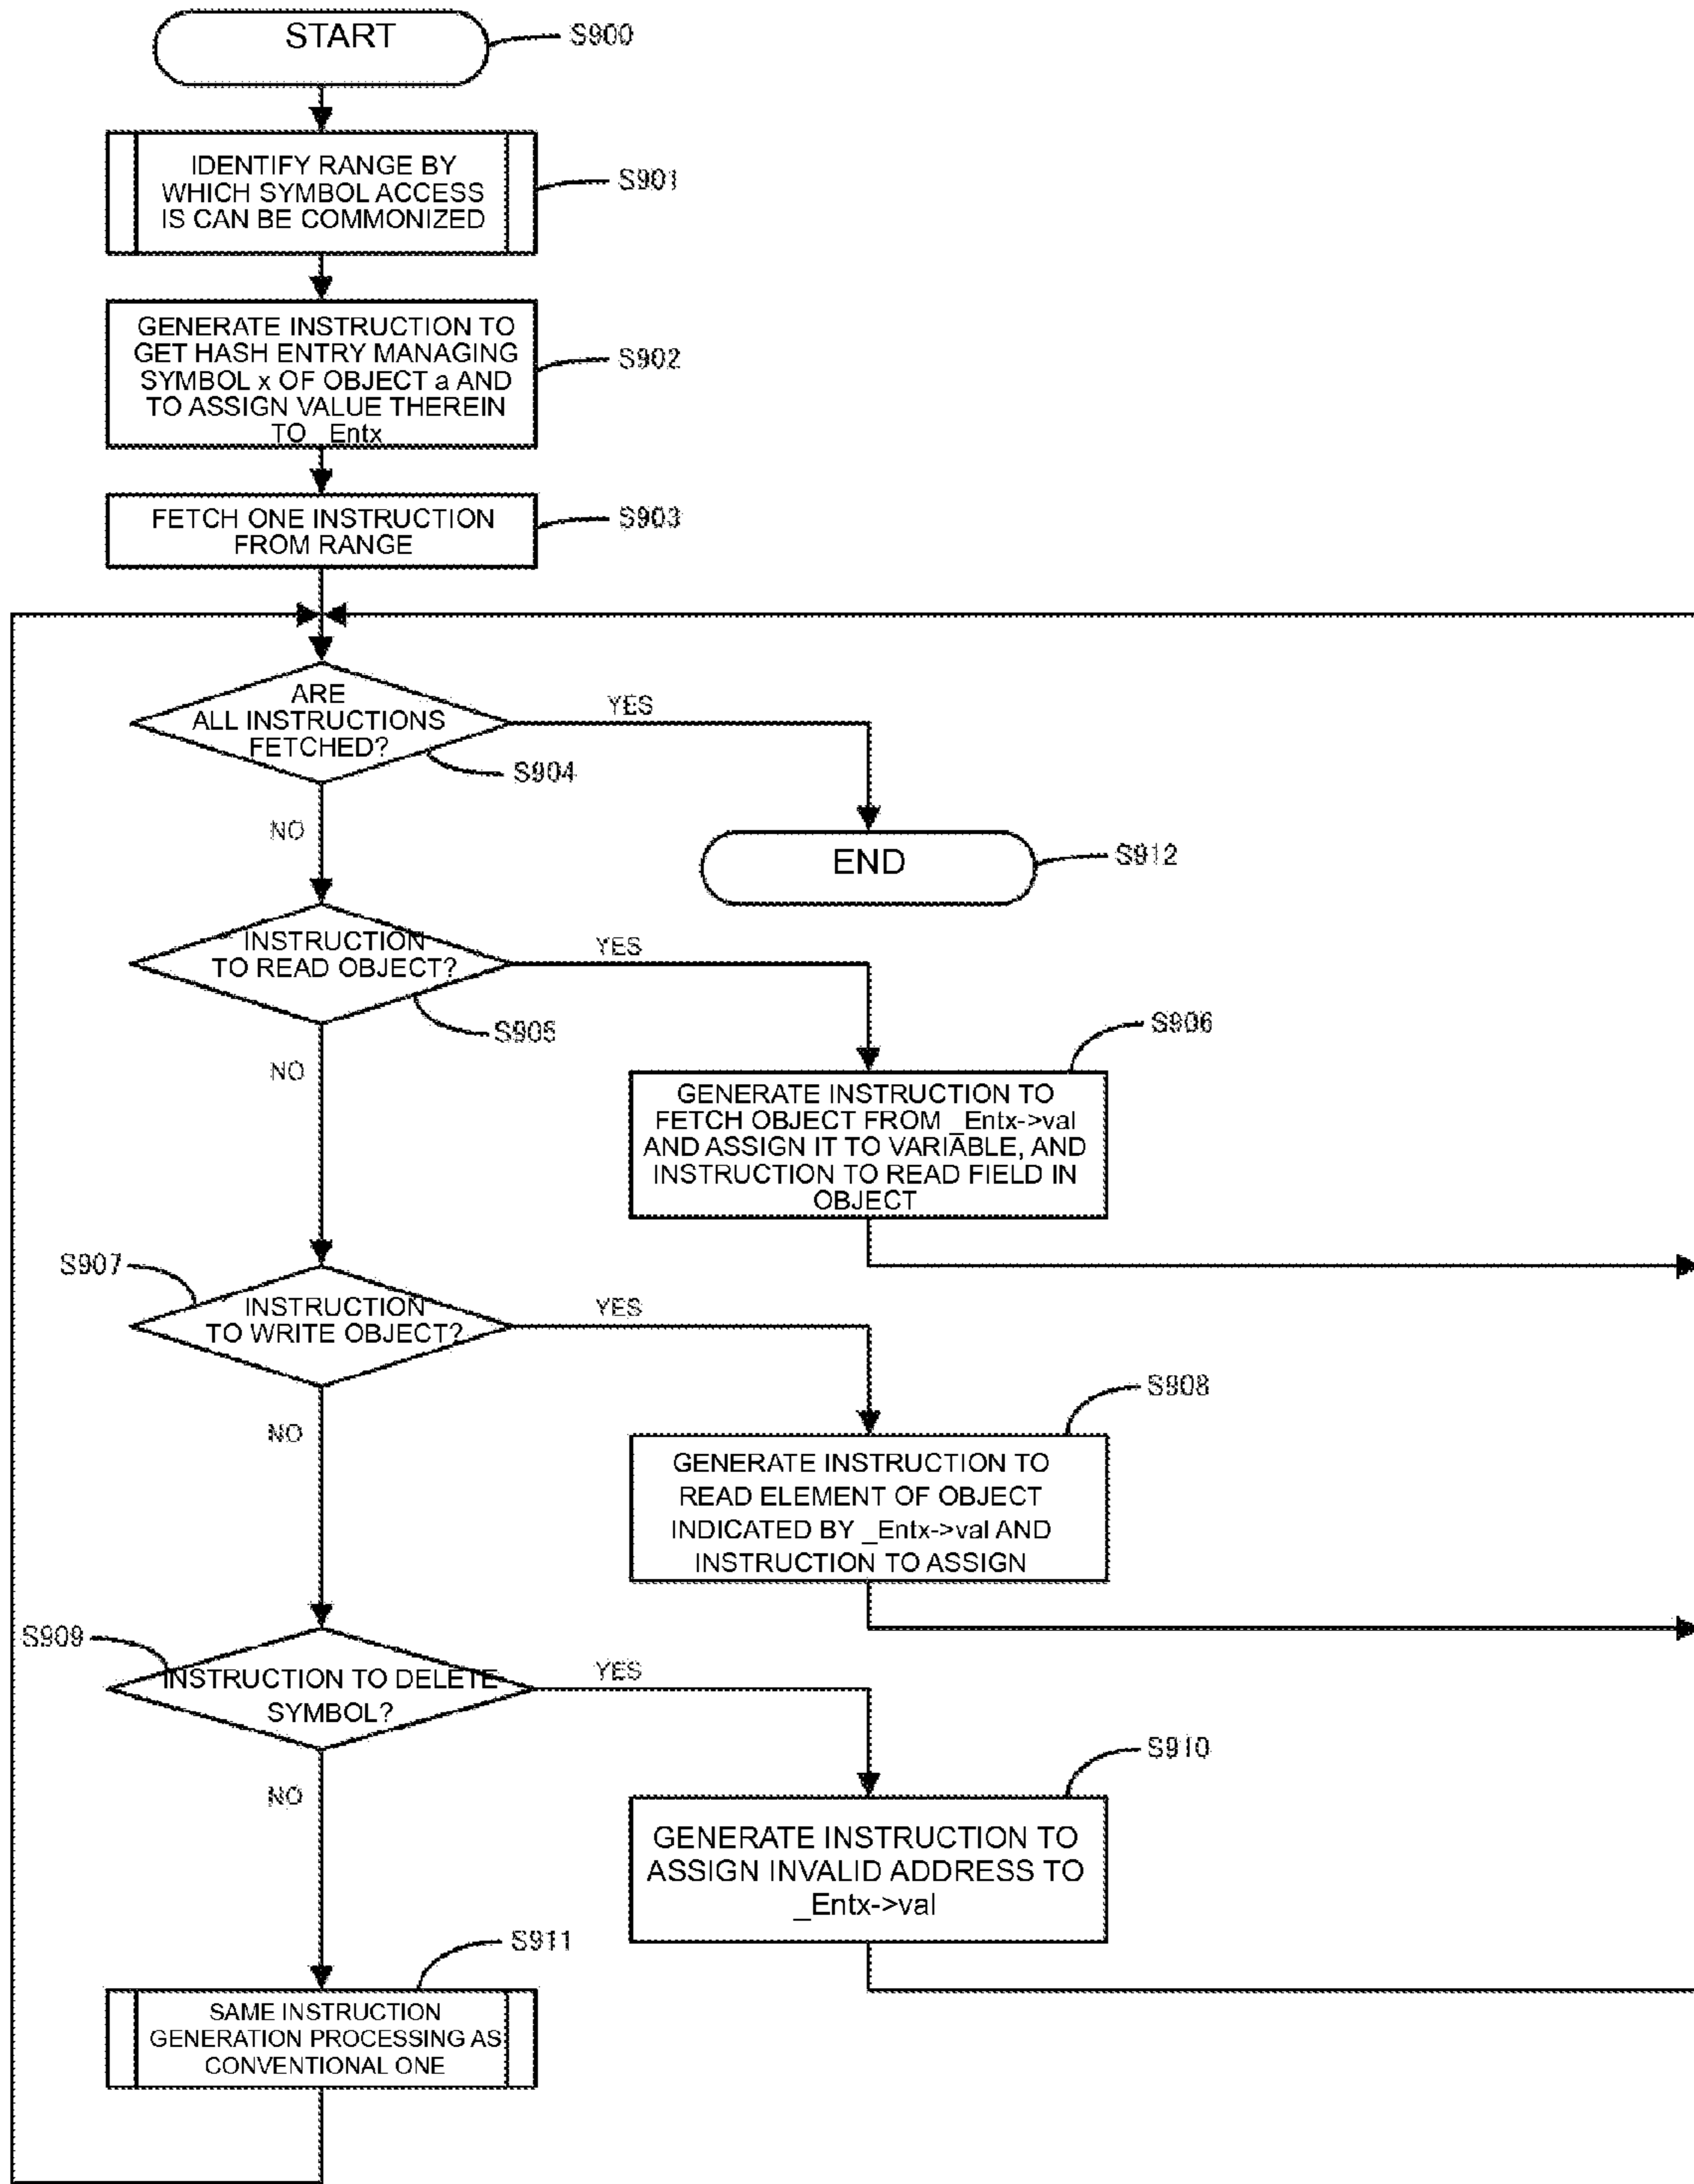 START
S900
IDENTIFY RANGE BY
WHICH SYMBOL ACCESS
IS CAN BE COMMONIZED
S901
GENERATE INSTRUCTION TO
GET HASH ENTRY MANAGING
SYMBOL x OF OBJECT a AND
TO ASSIGN VALUE THEREIN
TO _Entx
S902
FETCH ONE INSTRUCTION
FROM RANGE
S903
ARE
ALL INSTRUCTIONS
FETCHED?
YES
S904
NO
END
S912
INSTRUCTION
TO READ OBJECT?
YES
S905
NO
S906
GENERATE INSTRUCTION TO
FETCH OBJECT FROM _Entx->val
AND ASSIGN IT TO VARIABLE, AND
INSTRUCTION TO READ FIELD IN
OBJECT
S907
INSTRUCTION
TO WRITE OBJECT?
YES
NO
S908
GENERATE INSTRUCTION TO
READ ELEMENT OF OBJECT
INDICATED BY _Entx->val AND
INSTRUCTION TO ASSIGN
S909
INSTRUCTION TO DELETE
SYMBOL?
YES
NO
S910
GENERATE INSTRUCTION TO
ASSIGN INVALID ADDRESS TO
_Entx->val
S911
SAME INSTRUCTION
GENERATION PROCESSING AS
CONVENTIONAL ONE